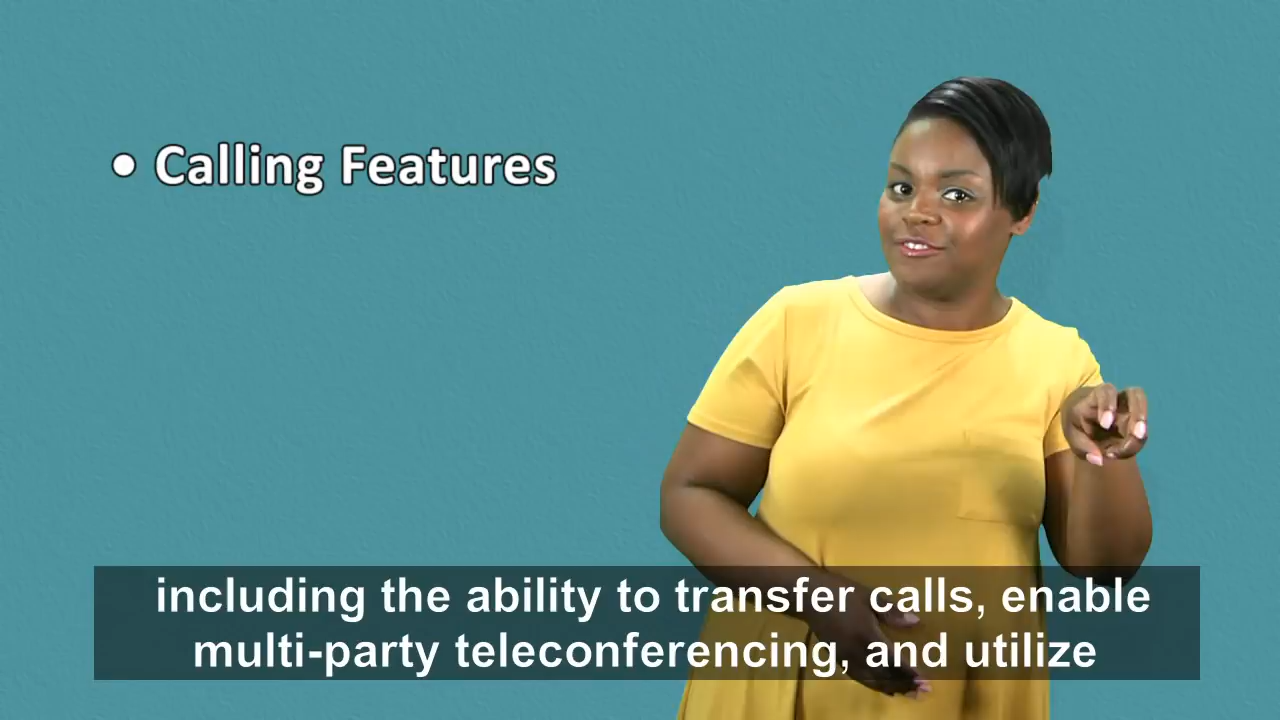 • Calling Features
including the ability to transfer calls, enable
multi-party teleconferencing, and utilize